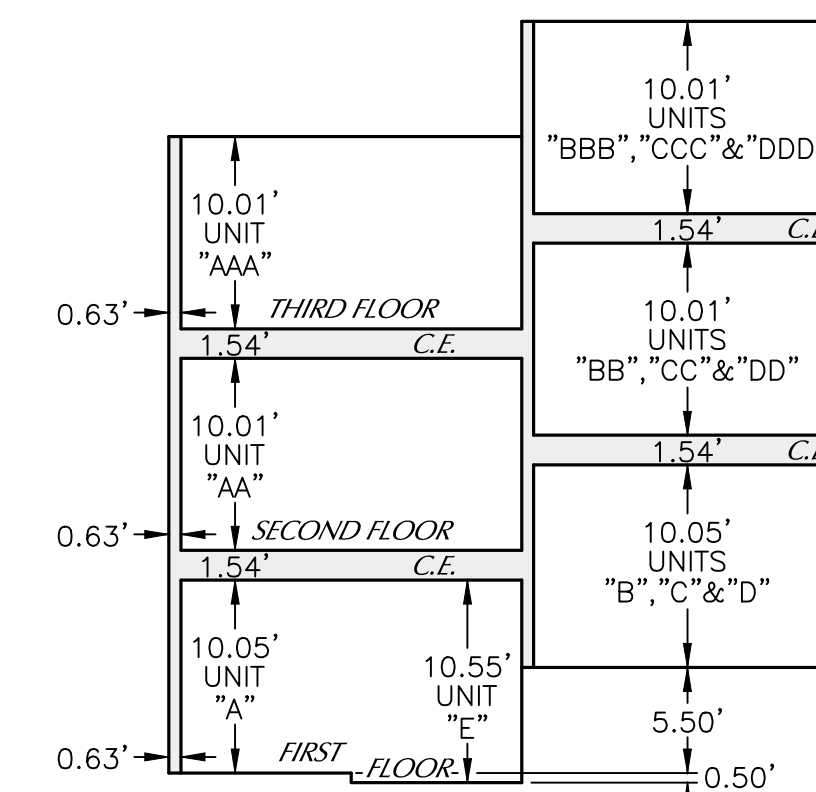 10.01'
UNITS
"BBB","CCC"&"DDD
1.54'
10.01'
UNIT
"AAA"
0.63'
THIRD FLOOR
1.54'
C.E.
10.01'
UNITS
"BB","CC"&"DD"
1.54'
10.01'
UNIT
"AA"
0.63'
SECOND FLOOR
1.54'
C.E.
10.05'
UNITS
"B","C"&"D"
10.05'
UNIT
"A"
10.55'
UNIT
"E"
5.50'
0.63'
FIRST
FLOOR
0.50'